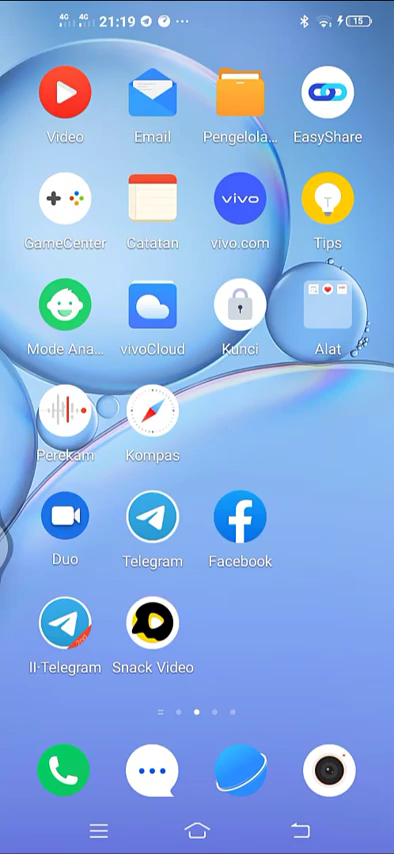 4G 4G 21:19 15
Video Email Pengelola... EasyShare
vivo
GameCenter Catatan vivo.com Tips
Mode Ana... vivoCloud Kunci Alat
Perekam Kompas
Duo Telegram Facebook
II·Telegram Snack Video